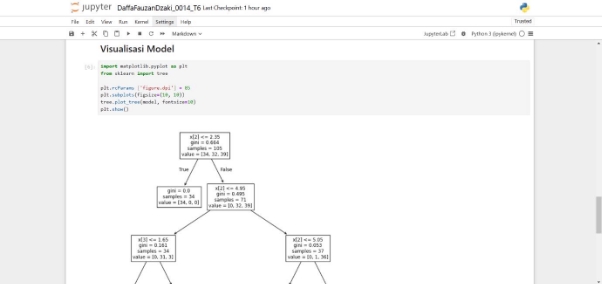 jupyter DaffaFauzanDzaki_0014_T6 Last Checkpoint: 1 hour ago
File Edit View Run Kernel Settings Help Trusted
Markdown JupyterLab Python 3 (ipykernel)
Visualisasi Model
import matplotlib.pyplot as plt
from sklearn import tree
plt.rcParams ['figure.dpi'] = 85
plt.subplots(figsize=(10, 10))
tree.plot_tree(model, fontsize=10)
plt.show()
x[2] <= 2.35
gini = 0.664
samples = 105
value = [34, 32, 39]
True False
gini = 0.0
samples = 34
value = [34, 0, 0]
x[2] <= 4.95
gini = 0.495
samples = 71
value = [0, 32, 39]
x[3] <= 1.65
gini = 0.161
samples = 34
value = [0, 31, 3]
x[2] <= 5.05
gini = 0.053
samples = 37
value = [0, 1, 36]